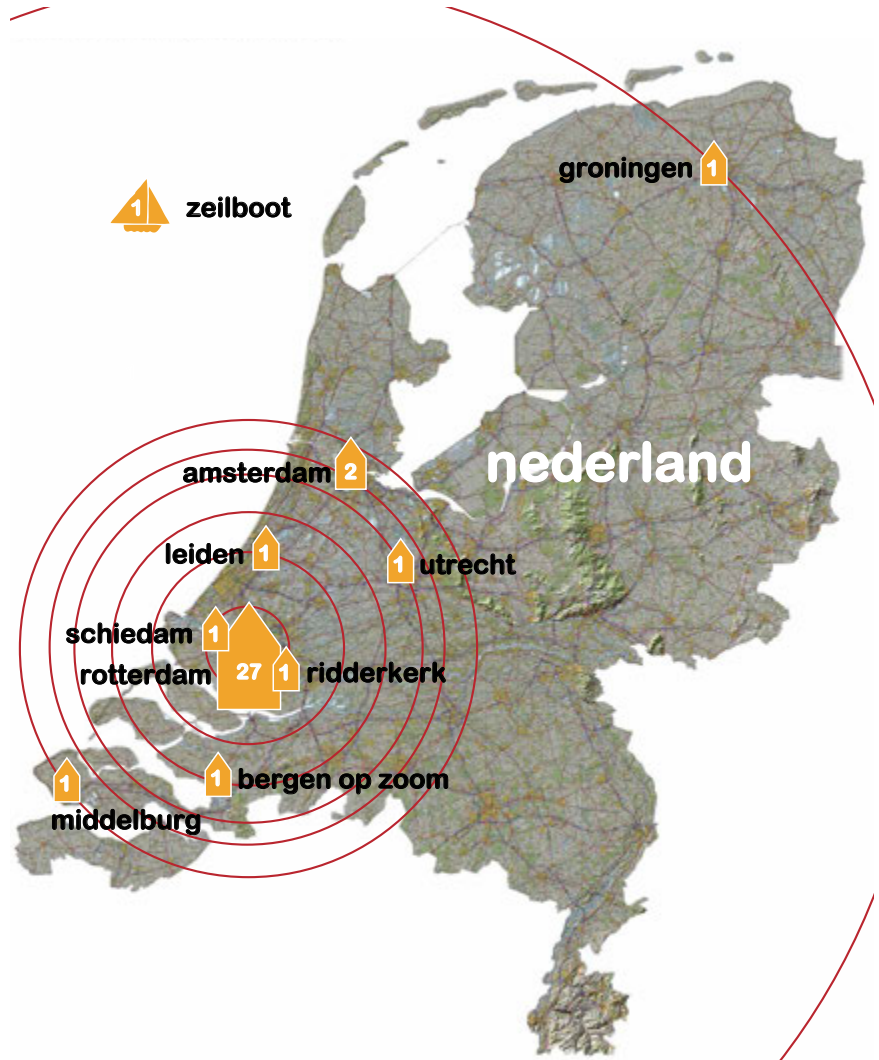 groningen 1
1 zeilboot
nederland
amsterdam 2
leiden 1
1 utrecht
schiedam 1
rotterdam 27
1 ridderkerk
1 bergen op zoom
1
middelburg